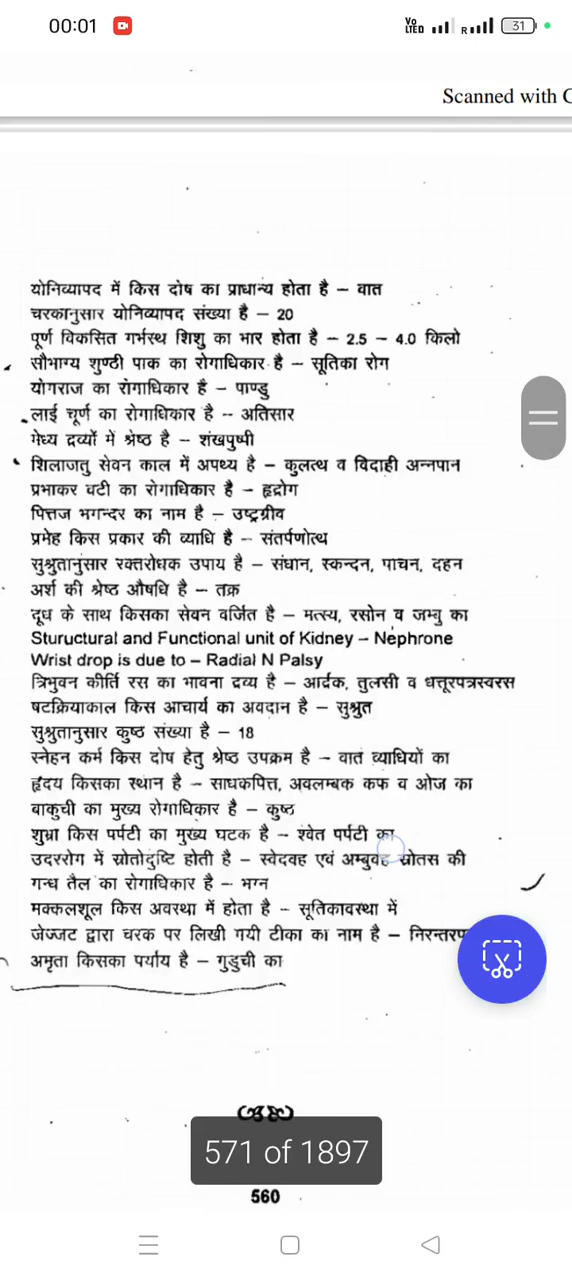 00:01
Vo LTED R 31
Scanned with C
योनिव्यापद में किस दोष का प्राधान्य होता है – वात
चरकानुसार योनिव्यापद संख्या है – 20
पूर्ण विकसित गर्भस्थ शिशु का भार होता है – 2.5 – 4.0 किलो
सौभाग्य शुण्ठी पाक का रोगाधिकार है – सूतिका रोग
योगराज का रोगाधिकार है – पाण्डु
लाई चूर्ण का रोगाधिकार है -- अतिसार
मेध्य द्रव्यों में श्रेष्ठ है – शंखपुष्पी
शिलाजतु सेवन काल में अपथ्य है – कुलत्थ व विदाही अन्नपान
प्रभाकर वटी का रोगाधिकार है – हृद्रोग
पित्तज भगन्दर का नाम है – उष्ट्रग्रीव
प्रमेह किस प्रकार की व्याधि है – संतर्पणोत्थ
सुश्रुतानुसार रक्तरोधक उपाय है – संधान, स्कन्दन, पाचन, दहन
अर्श की श्रेष्ठ औषधि है – तक्र
दूध के साथ किसका सेवन वर्जित है – मत्स्य, रसोन व जम्बु का
Stuructural and Functional unit of Kidney – Nephrone
Wrist drop is due to – Radial N Palsy
त्रिभुवन कीर्ति रस का भावना द्रव्य है – आर्द्रक, तुलसी व धत्तूरपत्रस्वरस
षटक्रियाकाल किस आचार्य का अवदान है – सुश्रुत
सुश्रुतानुसार कुष्ठ संख्या है – 18
स्नेहन कर्म किस दोष हेतु श्रेष्ठ उपक्रम है – वात व्याधियों का
हृदय किसका स्थान है – साधकपित्त, अवलम्बक कफ व ओज का
बाकुची का मुख्य रोगाधिकार है – कुष्ठ
शुभ्रा किस पर्पटी का मुख्य घटक है – श्वेत पर्पटी का
उदररोग में स्रोतोदुष्टि होती है – स्वेदवह एवं अम्बुवह स्रोतस की
गन्ध तैल का रोगाधिकार है – भग्न
मक्कलशूल किस अवस्था में होता है – सूतिकावस्था में
जेज्जट द्वारा चरक पर लिखी गयी टीका का नाम है – निरन्तरप
अमृता किसका पर्याय है – गुडुची का
571 of 1897
560